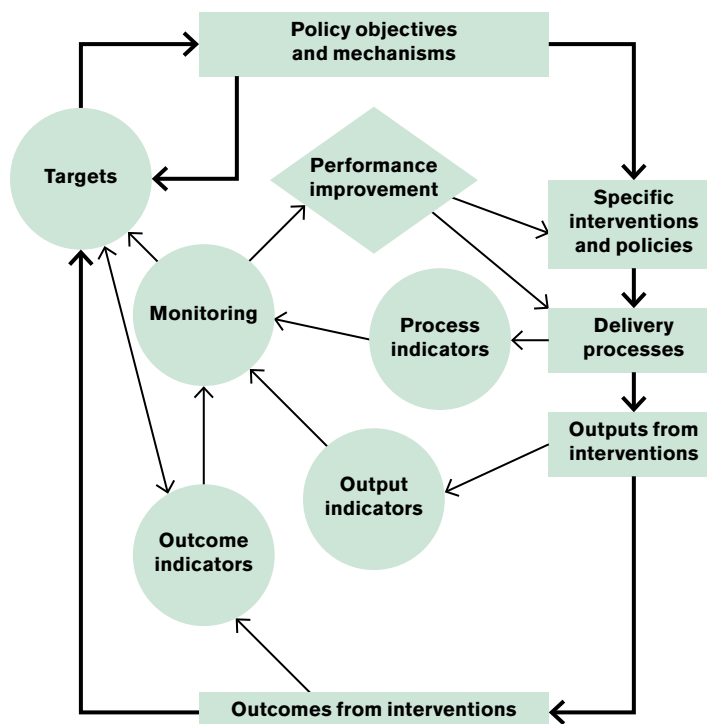 Policy objectives
and mechanisms
Targets
Performance
improvement
Specific
interventions
and policies
Monitoring
Process
indicators
Delivery
processes
Outputs from
interventions
Output
indicators
Outcome
indicators
Outcomes from interventions